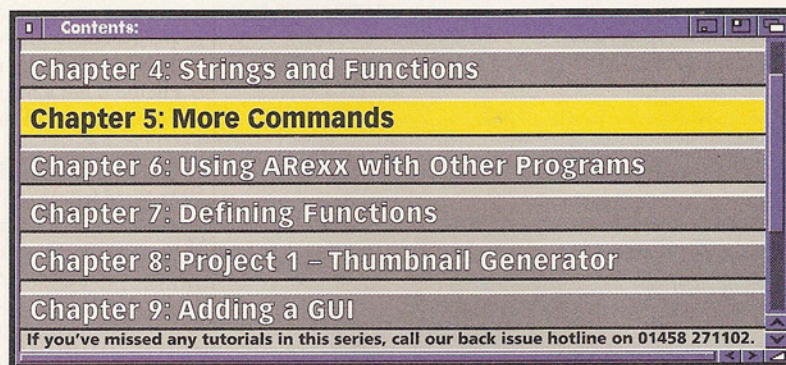 Contents:
Chapter 4: Strings and Functions
Chapter 5: More Commands
Chapter 6: Using ARexx with Other Programs
Chapter 7: Defining Functions
Chapter 8: Project 1 – Thumbnail Generator
Chapter 9: Adding a GUI
If you've missed any tutorials in this series, call our back issue hotline on 01458 271102.